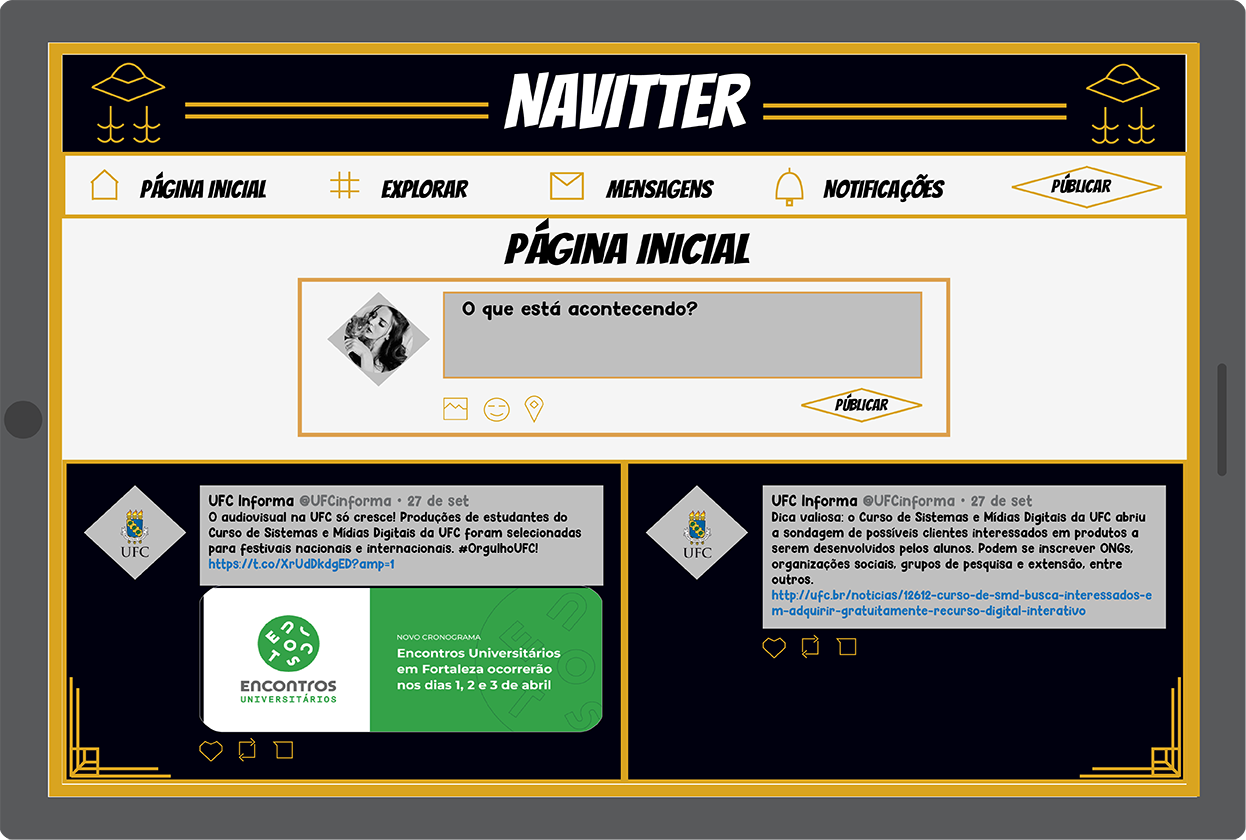 NAVITTER
PÁGINA INICIAL
EXPLORAR
MENSAGENS
NOTIFICAÇÕES
PÚBLICAR
PÁGINA INICIAL
O que está acontecendo?
PÚBLICAR
UFC Informa @UFCinforma • 27 de set
O audiovisual na UFC só cresce! Produções de estudantes do
Curso de Sistemas e Mídias Digitais da UFC foram selecionadas
para festivais nacionais e internacionais. #OrgulhoUFC!
https://t.co/XrUdDkdgED?amp=1
UFC
ENCONTROS
ENCONTROS
UNIVERSITÁRIOS
NOVO CRONOGRAMA
Encontros Universitários
em Fortaleza ocorrerão
nos dias 1, 2 e 3 de abril
UFC Informa @UFCinforma • 27 de set
Dica valiosa: o Curso de Sistemas e Mídias Digitais da UFC abriu
a sondagem de possíveis clientes interessados em produtos a
serem desenvolvidos pelos alunos. Podem se inscrever ONGs,
organizações sociais, grupos de pesquisa e extensão, entre
outros.
http://ufc.br/noticias/12612-curso-de-smd-busca-interessados-e
m-adquirir-gratuitamente-recurso-digital-interativo
UFC